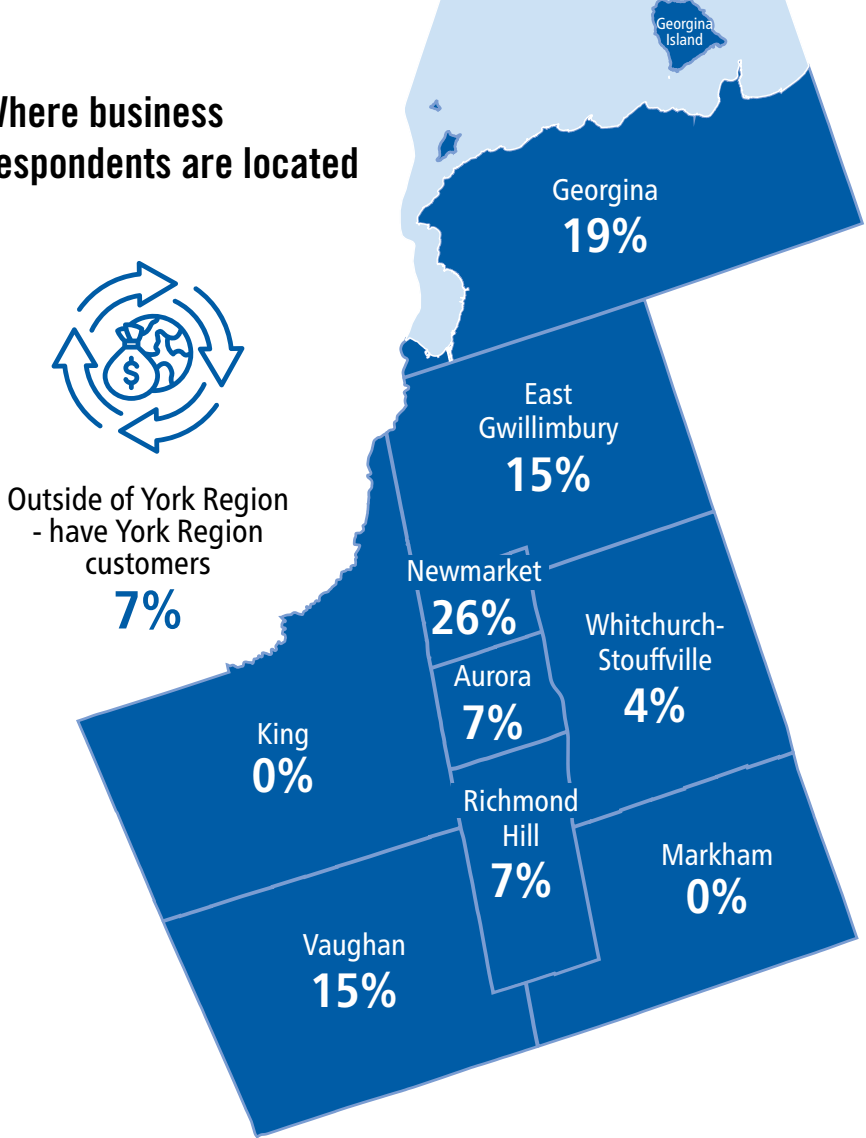 Where business
respondents are located
Georgina
Island
Georgina
19%
East
Gwillimbury
15%
$
Outside of York Region
- have York Region
customers
7%
Newmarket
26%
Whitchurch-
Stouffville
4%
Aurora
7%
King
0%
Richmond
Hill
7%
Markham
0%
Vaughan
15%